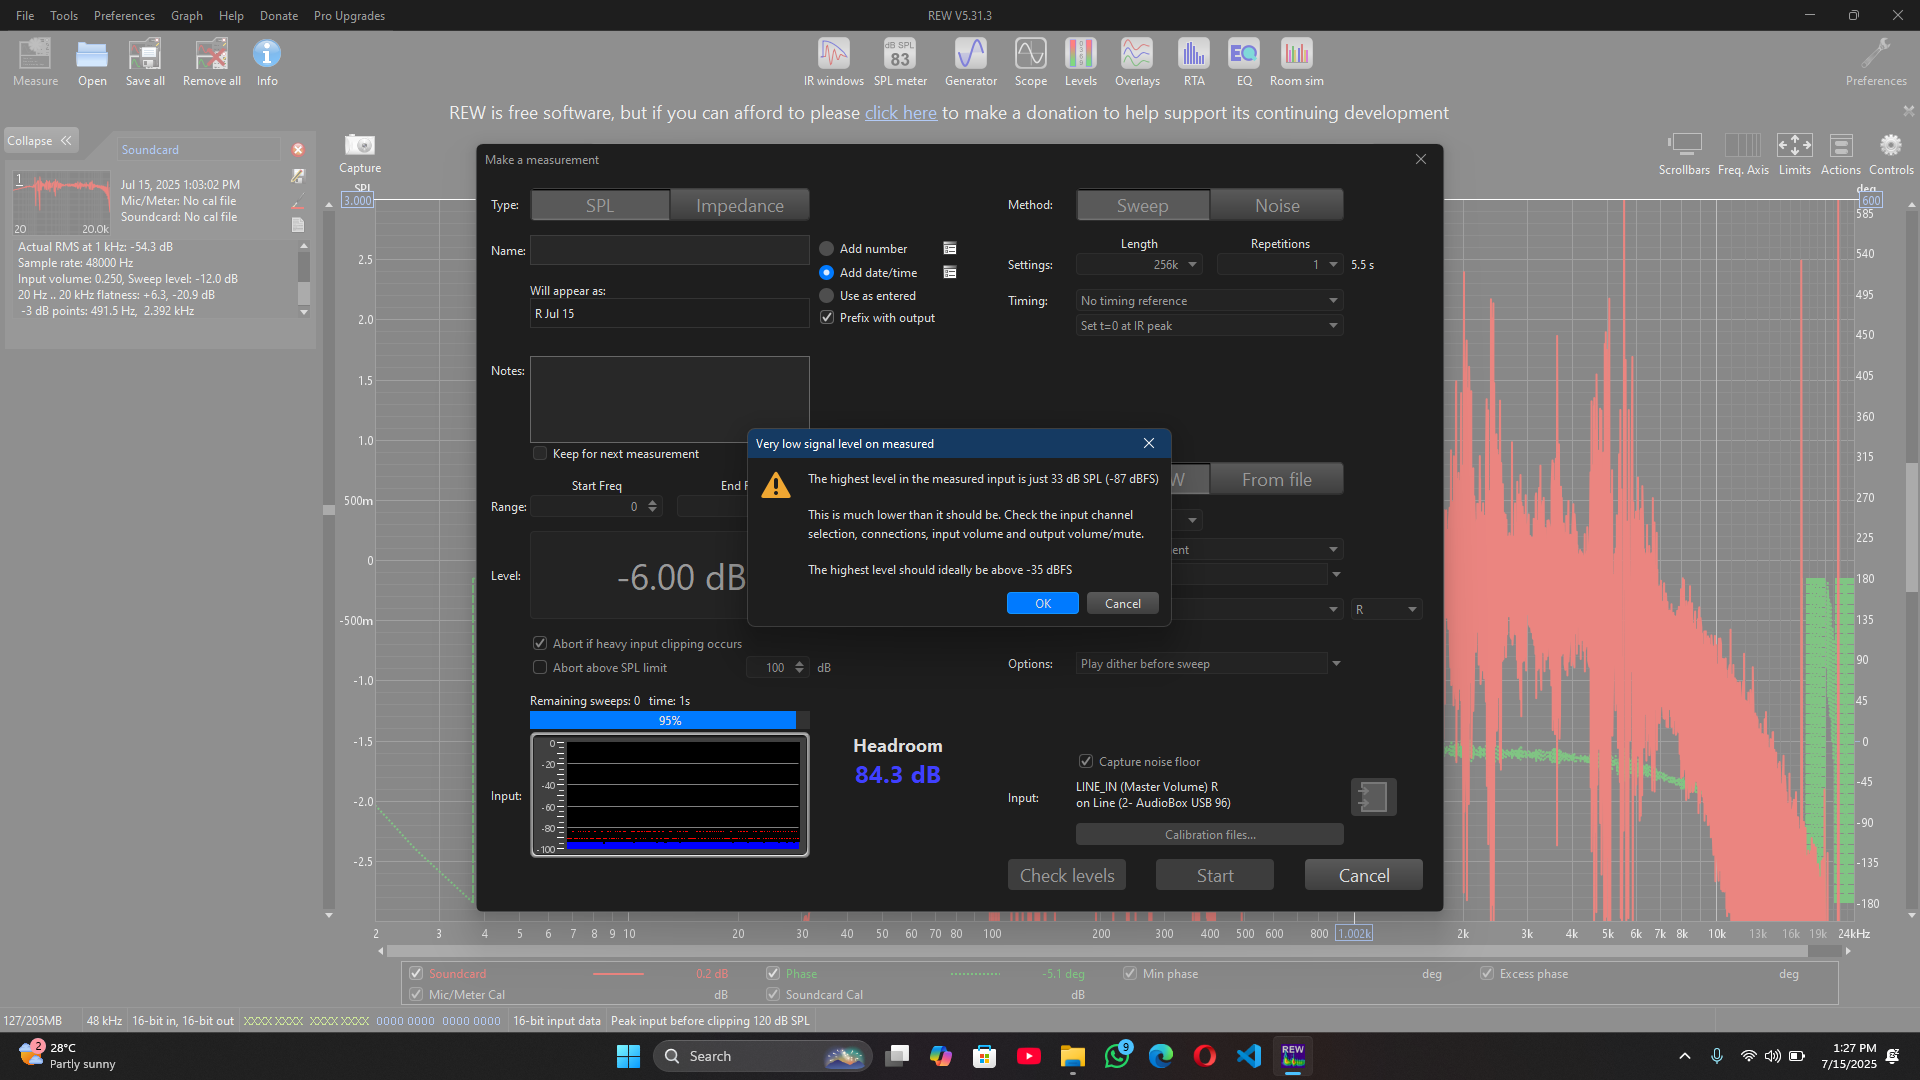 File Tools Preferences Graph Help Donate Pro Upgrades
REW V5.31.3
Measure Open Save all Remove all Info
dB SPL
83
IR windows SPL meter Generator Scope Levels Overlays RTA EQ Room sim
Preferences
REW is free software, but if you can afford to please click here to make a donation to help support its continuing development
Collapse
Soundcard
1
20 20.0k
Jul 15, 2025 1:03:02 PM
Mic/Meter: No cal file
Soundcard: No cal file
Actual RMS at 1 kHz: -54.3 dB
Sample rate: 48000 Hz
Input volume: 0.250, Sweep level: -12.0 dB
20 Hz .. 20 kHz flatness: +6.3, -20.9 dB
-3 dB points: 491.5 Hz, 2.392 kHz
Capture
SPL
Scrollbars Freq. Axis Limits Actions Controls
deg
3.000
2.5
2.0
1.5
1.0
500m
0
-500m
-1.0
-1.5
-2.0
-2.5
600
585
540
495
450
405
360
315
270
225
180
135
90
45
0
-45
-90
-135
-180
Make a measurement
Type: SPL Impedance
Method: Sweep Noise
Name:
Add number
Add date/time
Use as entered
Prefix with output
Will appear as:
R Jul 15
Length Repetitions
Settings: 256k 1 5.5 s
Timing: No timing reference
Set t=0 at IR peak
Notes:
Keep for next measurement
Start Freq End F
Range: 0
Level: -6.00 dB
W From file
ent
R
Very low signal level on measured
The highest level in the measured input is just 33 dB SPL (-87 dBFS)
This is much lower than it should be. Check the input channel
selection, connections, input volume and output volume/mute.
The highest level should ideally be above -35 dBFS
OK Cancel
Abort if heavy input clipping occurs
Abort above SPL limit 100 dB
Options: Play dither before sweep
Remaining sweeps: 0 time: 1s
95%
Input:
0
-20
-40
-60
-80
-100
Headroom
84.3 dB
Capture noise floor
Input: LINE_IN (Master Volume) R
on Line (2- AudioBox USB 96)
Calibration files...
Check levels Start Cancel
2 3 4 5 6 7 8 9 10 20 30 40 50 60 70 80 100 200 300 400 500 600 800 1.002k 2k 3k 4k 5k 6k 7k 8k 10k 13k 16k 19k 24kHz
Soundcard 0.2 dB Phase -5.1 deg Min phase deg Excess phase deg
Mic/Meter Cal dB Soundcard Cal dB
127/205MB 48 kHz 16-bit in, 16-bit out XXXX XXXX XXXX XXXX 0000 0000 0000 0000 16-bit input data Peak input before clipping 120 dB SPL
2
28°C
Partly sunny
Search
9
REW
1:27 PM
7/15/2025